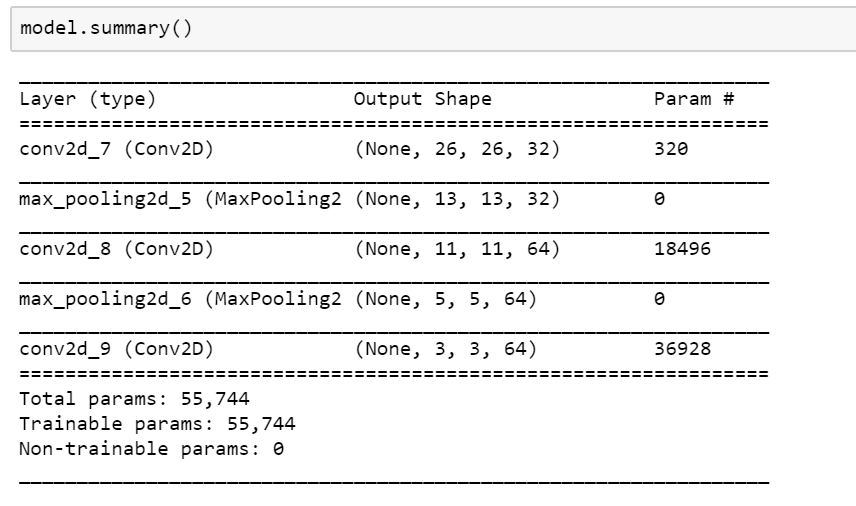 model.summary()
_________________________________________________________________
Layer (type)                 Output Shape              Param #
=================================================================
conv2d_7 (Conv2D)            (None, 26, 26, 32)        320
_________________________________________________________________
max_pooling2d_5 (MaxPooling2 (None, 13, 13, 32)        0
_________________________________________________________________
conv2d_8 (Conv2D)            (None, 11, 11, 64)        18496
_________________________________________________________________
max_pooling2d_6 (MaxPooling2 (None, 5, 5, 64)          0
_________________________________________________________________
conv2d_9 (Conv2D)            (None, 3, 3, 64)          36928
=================================================================
Total params: 55,744
Trainable params: 55,744
Non-trainable params: 0
_________________________________________________________________